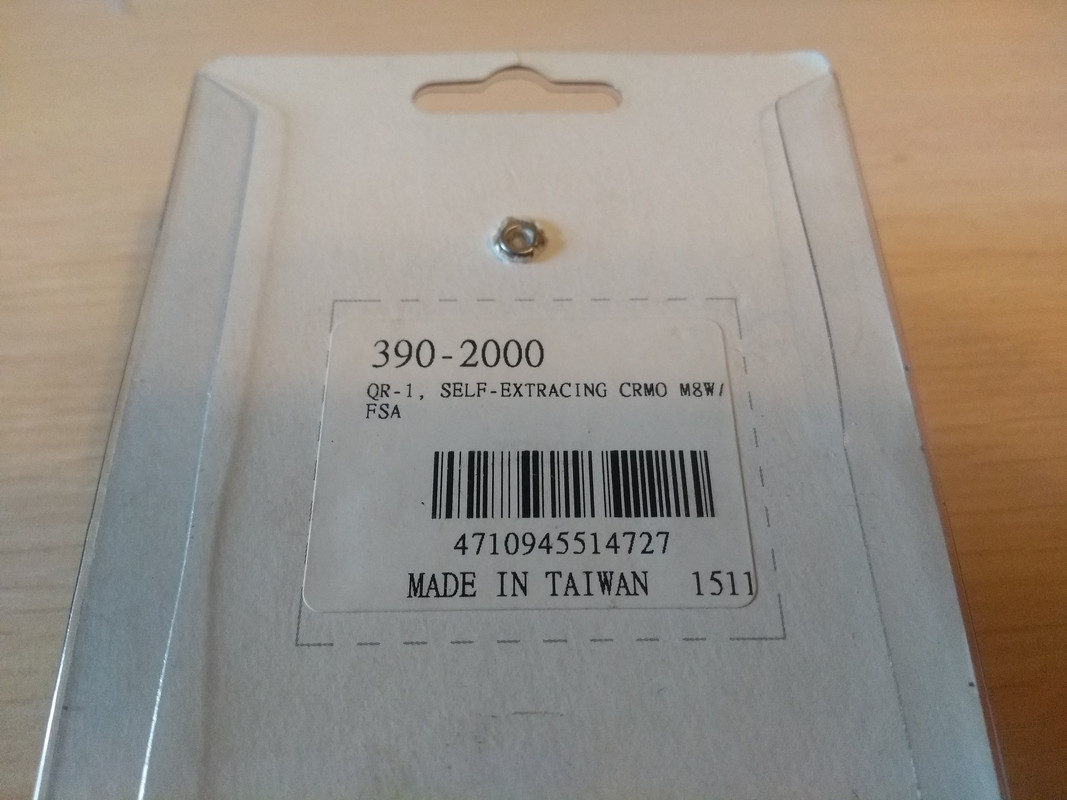 390-2000
QR-1, SELF-EXTRACING CRMO M8W/
FSA
4710945514727
MADE IN TAIWAN 1511